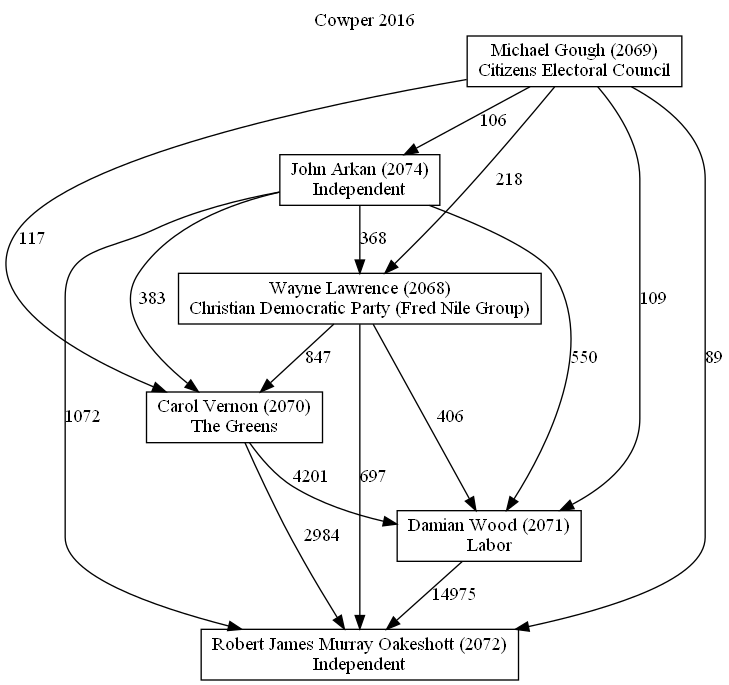 Cowper 2016
Michael Gough (2069)
Citizens Electoral Council
106
John Arkan (2074)
Independent
218
117
368
Wayne Lawrence (2068)
Christian Democratic Party (Fred Nile Group)
383
109
847
550
89
Carol Vernon (2070)
The Greens
1072
406
4201
697
Damian Wood (2071)
Labor
2984
14975
Robert James Murray Oakeshott (2072)
Independent